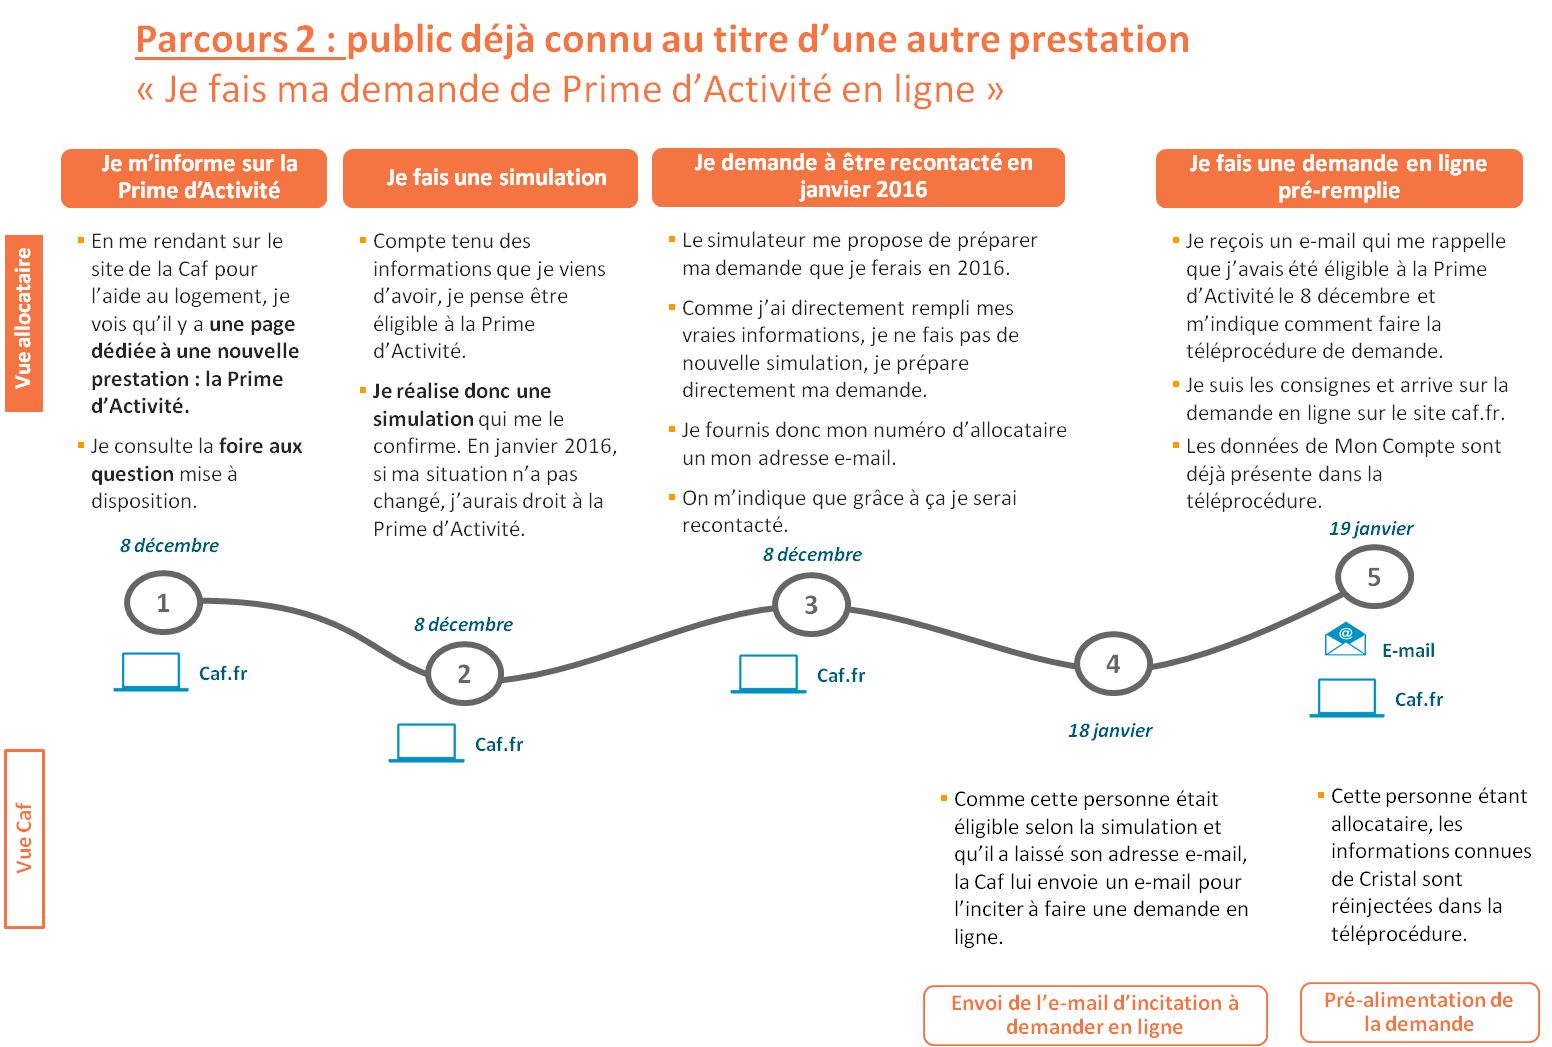 Parcours 2 : public déjà connu au titre d’une autre prestation
« Je fais ma demande de Prime d’Activité en ligne »
Je m’informe sur la
Prime d’Activité
Je fais une simulation
Je demande à être recontacté en
janvier 2016
Je fais une demande en ligne
pré-remplie
Vue allocataire
En me rendant sur le
site de la Caf pour
l’aide au logement, je
vois qu’il y a une page
dédiée à une nouvelle
prestation : la Prime
d’Activité.
Je consulte la foire aux
question mise à
disposition.
Compte tenu des
informations que je viens
d’avoir, je pense être
éligible à la Prime
d’Activité.
Je réalise donc une
simulation qui me le
confirme. En janvier 2016,
si ma situation n’a pas
changé, j’aurais droit à la
Prime d’Activité.
Le simulateur me propose de préparer
ma demande que je ferais en 2016.
Comme j’ai directement rempli mes
vraies informations, je ne fais pas de
nouvelle simulation, je prépare
directement ma demande.
Je fournis donc mon numéro d’allocataire
un mon adresse e-mail.
On m’indique que grâce à ça je serai
recontacté.
Je reçois un e-mail qui me rappelle
que j’avais été éligible à la Prime
d’Activité le 8 décembre et
m’indique comment faire la
téléprocédure de demande.
Je suis les consignes et arrive sur la
demande en ligne sur le site caf.fr.
Les données de Mon Compte sont
déjà présente dans la
téléprocédure.
8 décembre
1
Caf.fr
8 décembre
2
Caf.fr
8 décembre
3
Caf.fr
4
18 janvier
19 janvier
5
@
E-mail
Caf.fr
Vue Caf
Comme cette personne était
éligible selon la simulation et
qu’il a laissé son adresse e-mail,
la Caf lui envoie un e-mail pour
l’inciter à faire une demande en
ligne.
Cette personne étant
allocataire, les
informations connues
de Cristal sont
réinjectées dans la
téléprocédure.
Envoi de l’e-mail d’incitation à
demander en ligne
Pré-alimentation de
la demande